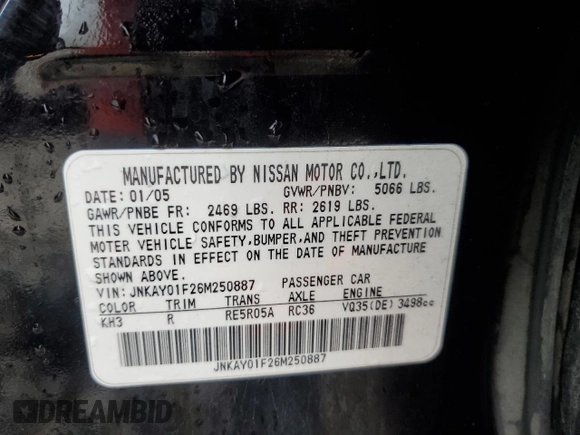 MANUFACTURED BY NISSAN MOTOR CO.,LTD.
DATE: 01/05 GVWR/PNBV: 5066 LBS.
GAWR/PNBE FR: 2469 LBS. RR: 2619 LBS.
THIS VEHICLE CONFORMS TO ALL APPLICABLE FEDERAL
MOTER VEHICLE SAFETY,BUMPER,AND THEFT PREVENTION
STANDARDS IN EFFECT ON THE DATE OF MANUFACTURE
SHOWN ABOVE.
VIN: JNKAY01F26M250887 PASSENGER CAR
COLOR TRIM TRANS AXLE ENGINE
KH3 R RE5R05A RC36 VQ35(DE) 3498cc
JNKAY01F26M250887
DREAMBID